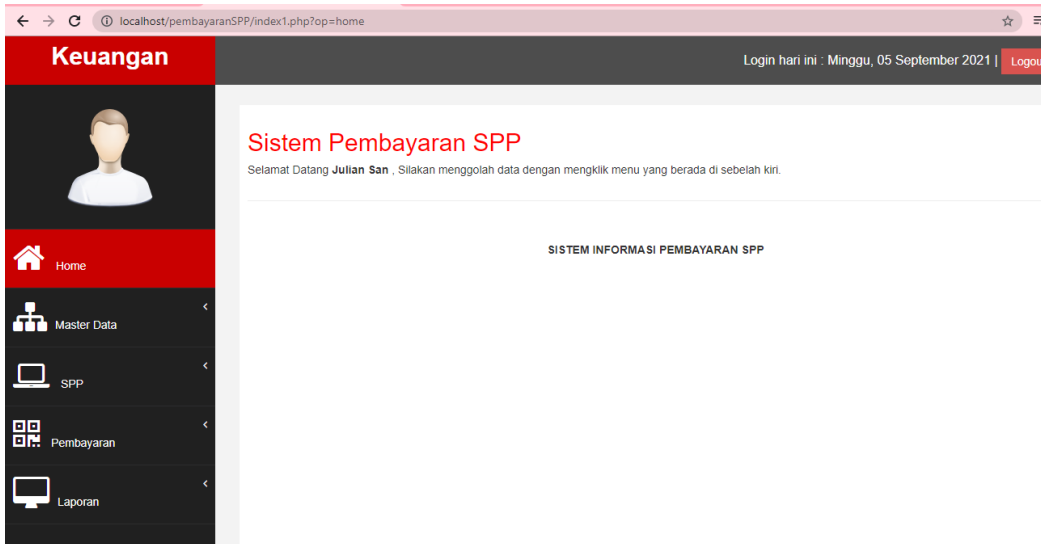 localhost/pembayaranSPP/index1.php?op=home
Keuangan
Login hari ini : Minggu, 05 September 2021 | Logou
Sistem Pembayaran SPP
Selamat Datang Julian San , Silakan menggolah data dengan mengklik menu yang berada di sebelah kiri.
SISTEM INFORMASI PEMBAYARAN SPP
Home
Master Data
SPP
Pembayaran
Laporan